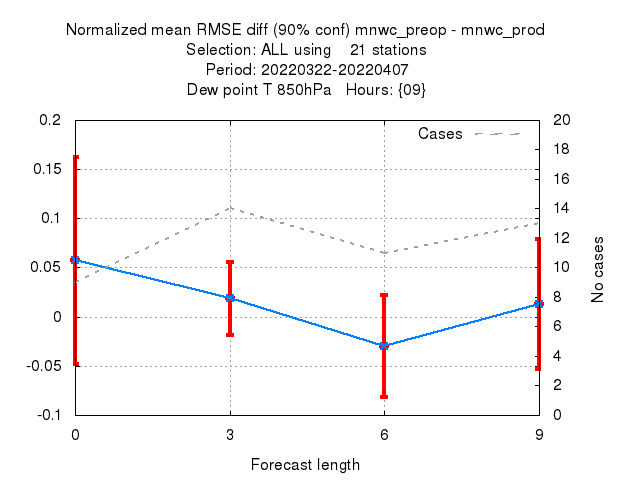 Normalized mean RMSE diff (90% conf) mnwc_preop - mnwc_prod
Selection: ALL using    21 stations
Period: 20220322-20220407
Dew point T 850hPa   Hours: {09}
Cases
0.2
0.15
0.1
0.05
0
-0.05
-0.1
20
18
16
14
12
10
8
6
4
2
0
No cases
0 3 6 9
Forecast length